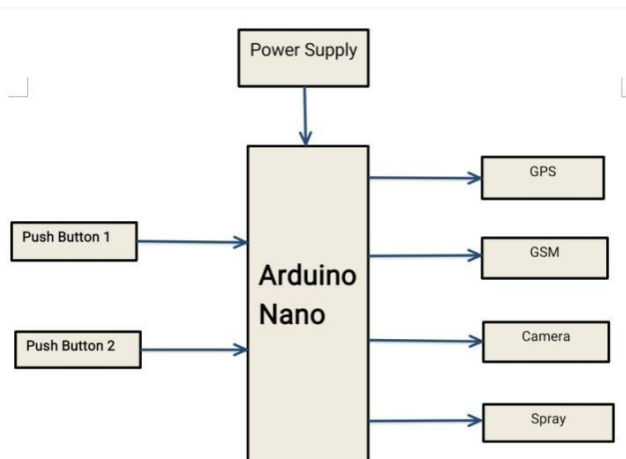 Power Supply
GPS
Push Button 1
GSM
Arduino
Nano
Push Button 2
Camera
Spray